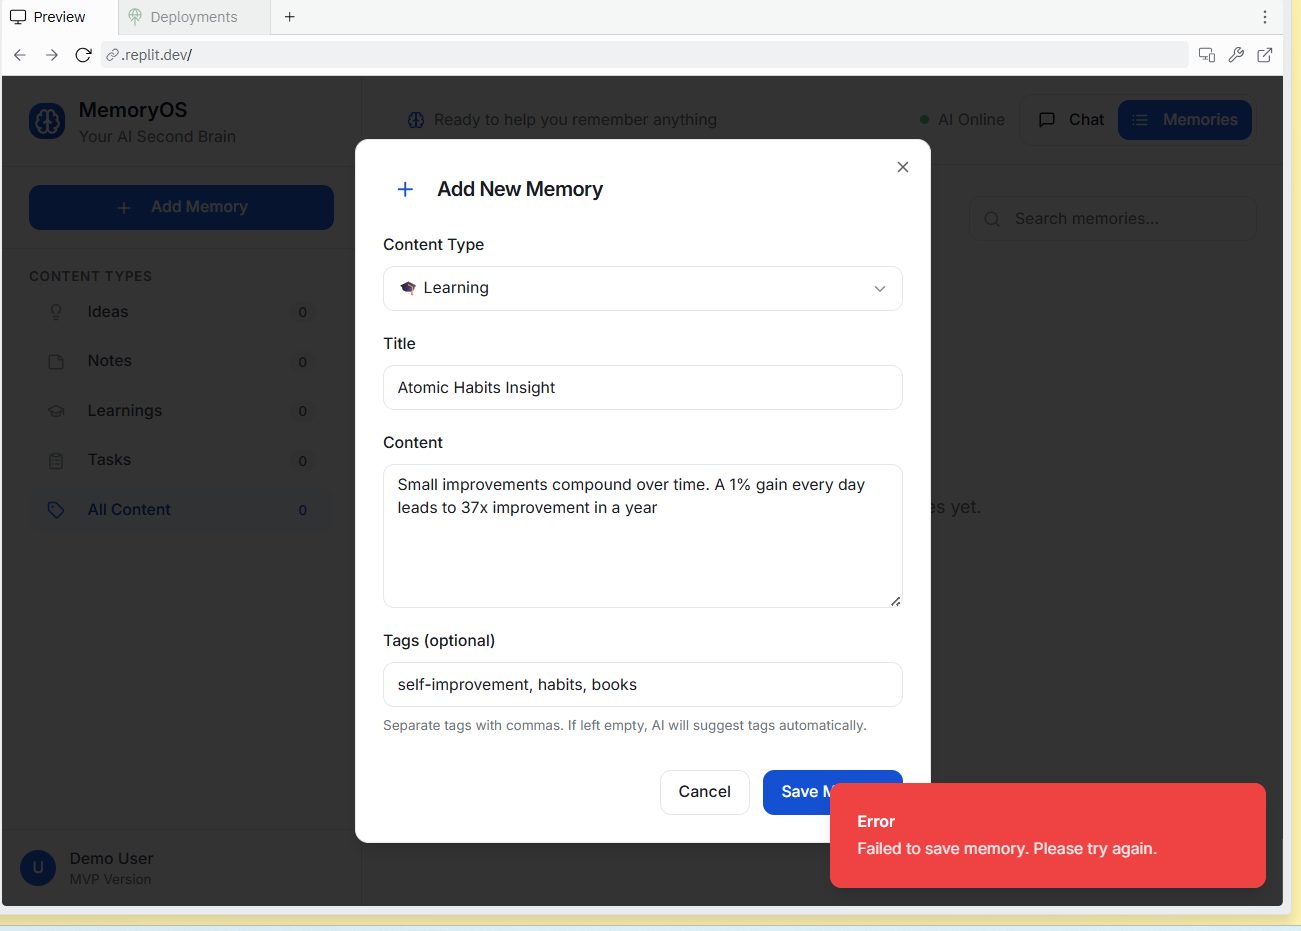 Preview
Deployments
.replit.dev/
MemoryOS
Your AI Second Brain
Ready to help you remember anything
AI Online
Chat
Memories
Add Memory
Search memories...
CONTENT TYPES
Ideas 0
Notes 0
Learnings 0
Tasks 0
All Content 0
yet.
Add New Memory
Content Type
Learning
Title
Atomic Habits Insight
Content
Small improvements compound over time. A 1% gain every day
leads to 37x improvement in a year
Tags (optional)
self-improvement, habits, books
Separate tags with commas. If left empty, AI will suggest tags automatically.
Cancel
Save
Error
Failed to save memory. Please try again.
U
Demo User
MVP Version